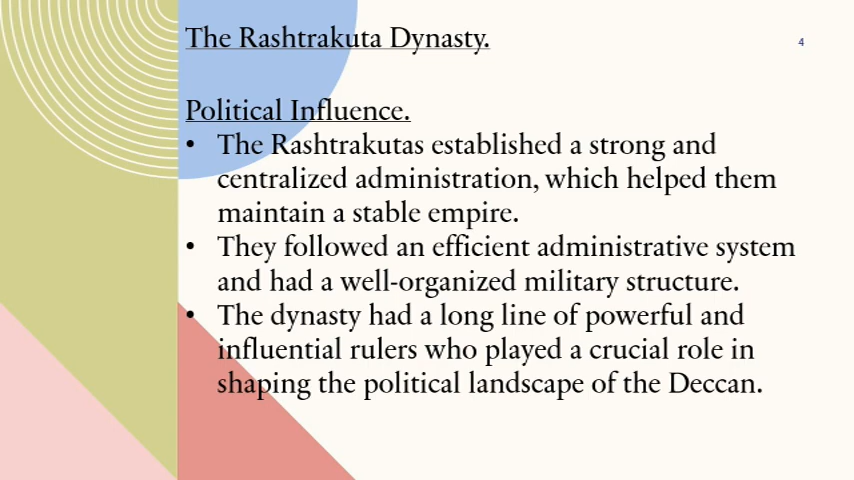 The Rashtrakuta Dynasty.
4
Political Influence.
• The Rashtrakutas established a strong and
centralized administration, which helped them
maintain a stable empire.
• They followed an efficient administrative system
and had a well-organized military structure.
• The dynasty had a long line of powerful and
influential rulers who played a crucial role in
shaping the political landscape of the Deccan.